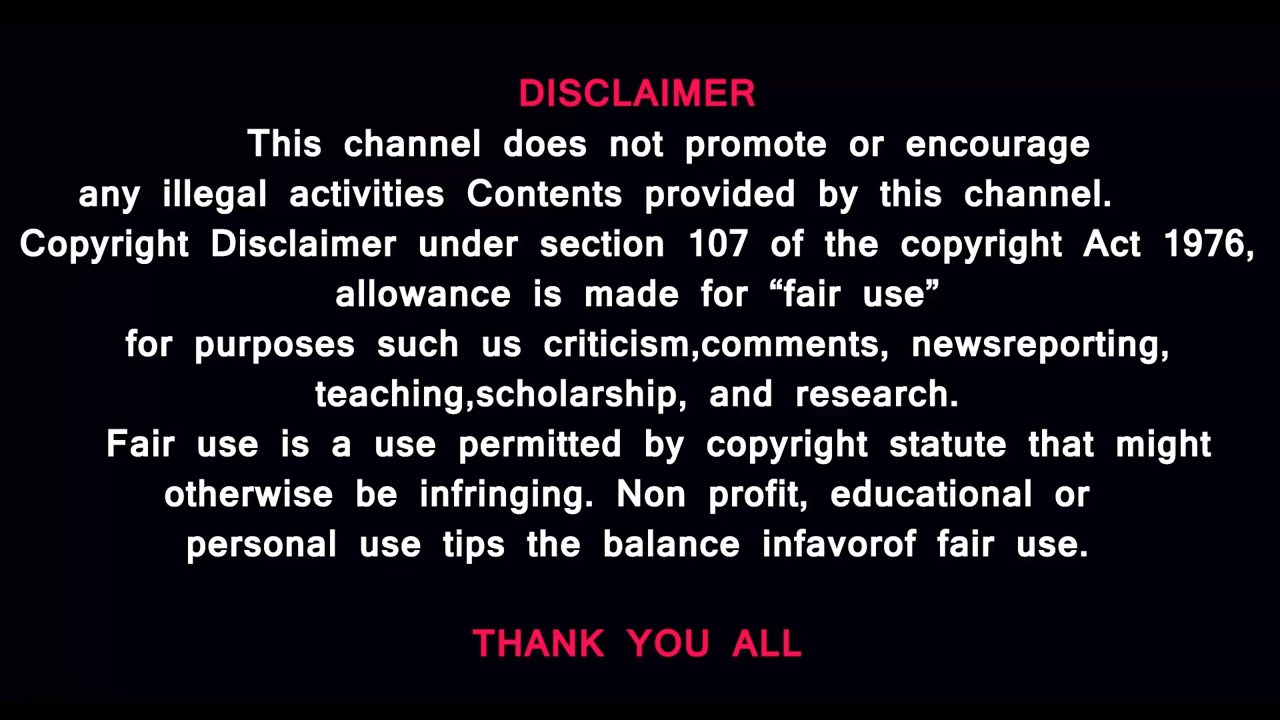 DISCLAIMER
This channel does not promote or encourage
any illegal activities Contents provided by this channel.
Copyright Disclaimer under section 107 of the copyright Act 1976,
allowance is made for “fair use”
for purposes such us criticism,comments, newsreporting,
teaching,scholarship, and research.
Fair use is a use permitted by copyright statute that might
otherwise be infringing. Non profit, educational or
personal use tips the balance infavorof fair use.
THANK YOU ALL